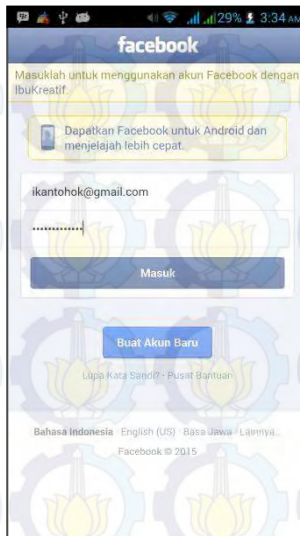 29% 3:34 AM
facebook
Masuklah untuk menggunakan akun Facebook dengan
IbuKreatif.
Dapatkan Facebook untuk Android dan
menjelajah lebih cepat.
ikantohok@gmail.com
Masuk
Buat Akun Baru
Lupa Kata Sandi? · Pusat Bantuan
Bahasa Indonesia · English (US) · Basa Jawa · Lainnya...
Facebook © 2015